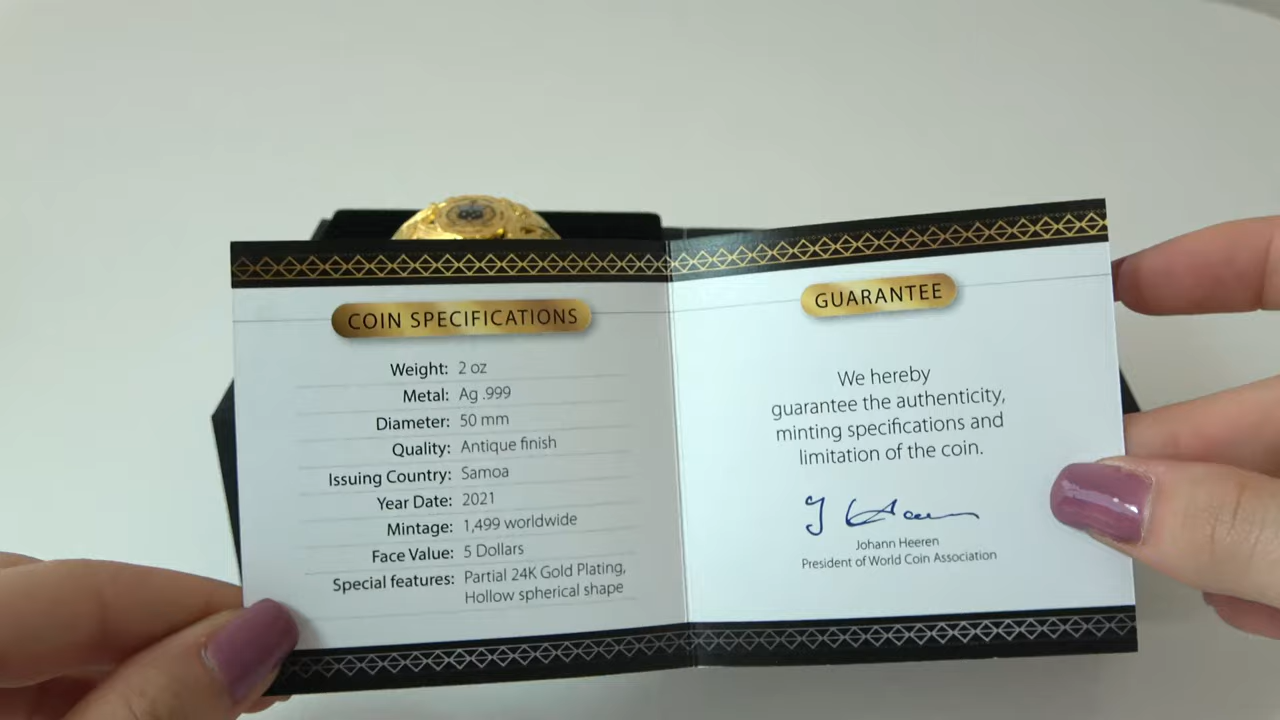 COIN SPECIFICATIONS
Weight: 2 oz
Metal: Ag .999
Diameter: 50 mm
Quality: Antique finish
Issuing Country: Samoa
Year Date: 2021
Mintage: 1,499 worldwide
Face Value: 5 Dollars
Special features: Partial 24K Gold Plating,
Hollow spherical shape
GUARANTEE
We hereby
guarantee the authenticity,
minting specifications and
limitation of the coin.
Johann Heeren
President of World Coin Association